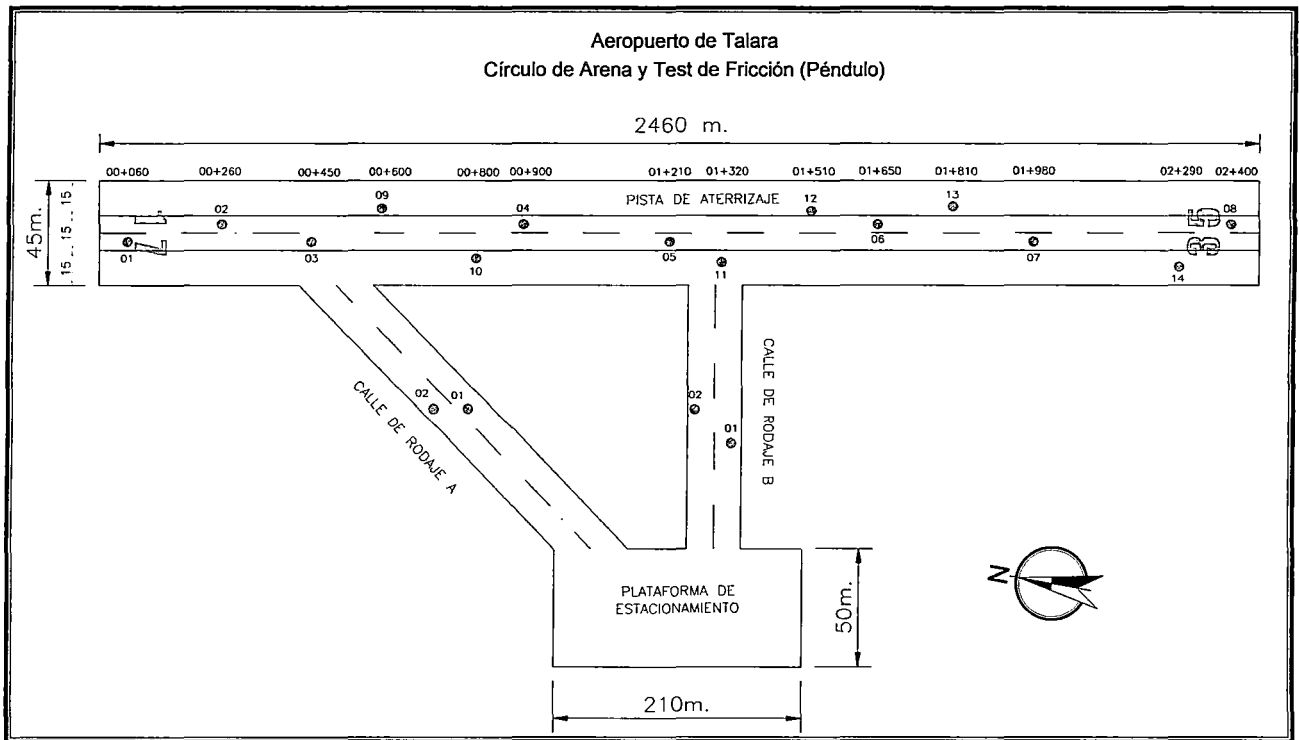 Aeropuerto de Talara
Círculo de Arena y Test de Fricción (Péndulo)
2460 m.
00+060 00+260 00+450 00+600 00+800 00+900 01+210 01+320 01+510 01+650 01+810 01+980 02+290 02+400
45m.
15 15 15
PISTA DE ATERRIZAJE
09 12 13
02 04 08
17 35
01 03 05 06 07
10 11 14
CALLE DE RODAJE A
02 01
CALLE DE RODAJE B
02
01
PLATAFORMA DE
ESTACIONAMIENTO
50m.
210m.
N